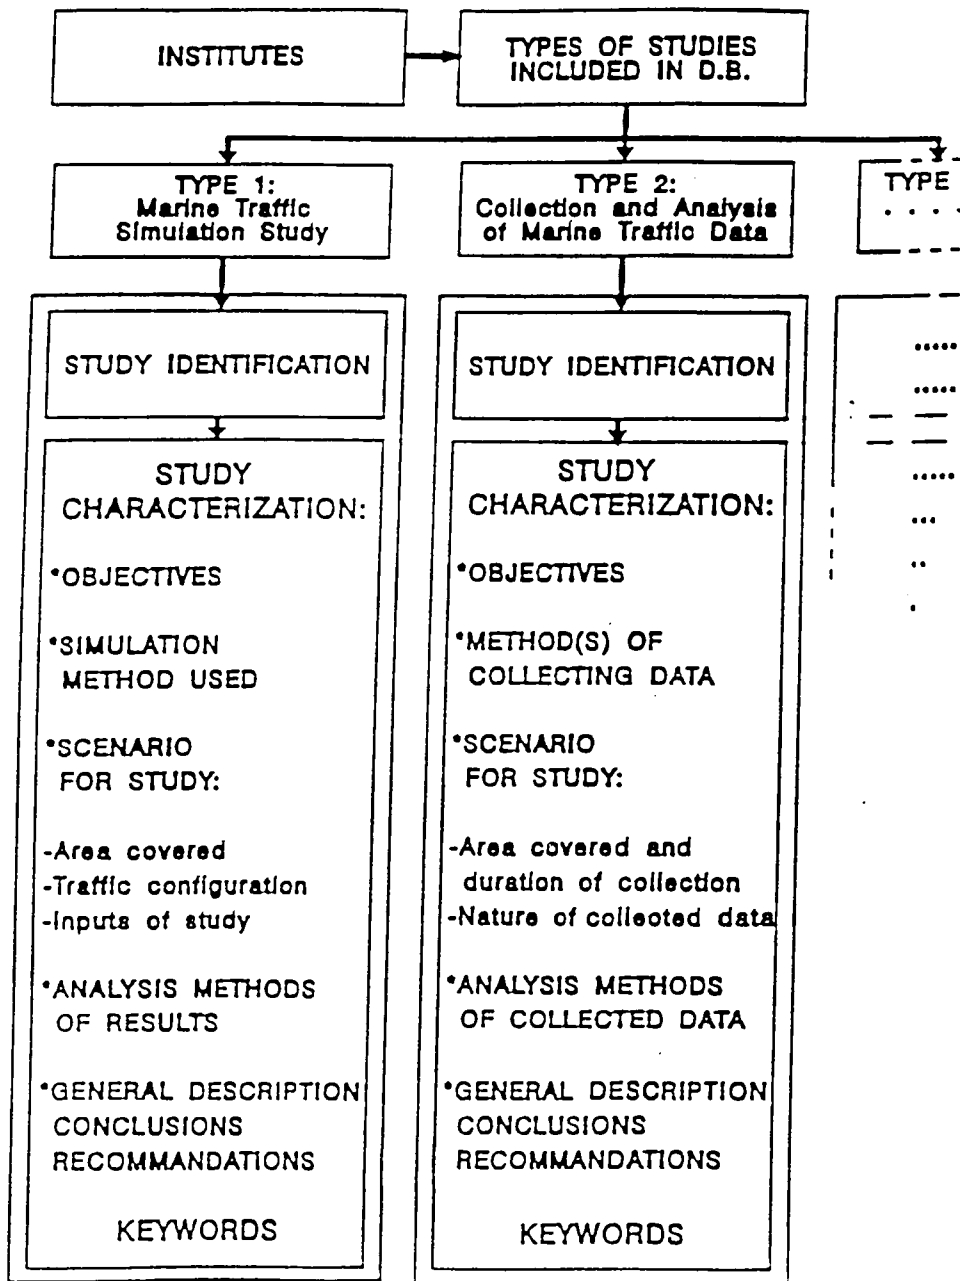 INSTITUTES
TYPES OF STUDIES
INCLUDED IN D.B.
TYPE 1:
Marine Traffic
Simulation Study
TYPE 2:
Collection and Analysis
of Marine Traffic Data
TYPE
. . . .
STUDY IDENTIFICATION
STUDY
CHARACTERIZATION:
*OBJECTIVES
*SIMULATION
METHOD USED
*SCENARIO
FOR STUDY:
-Area covered
-Traffic configuration
-Inputs of study
*ANALYSIS METHODS
OF RESULTS
*GENERAL DESCRIPTION
CONCLUSIONS
RECOMMANDATIONS
KEYWORDS
STUDY IDENTIFICATION
STUDY
CHARACTERIZATION:
*OBJECTIVES
*METHOD(S) OF
COLLECTING DATA
*SCENARIO
FOR STUDY:
-Area covered and
duration of collection
-Nature of collected data
*ANALYSIS METHODS
OF COLLECTED DATA
*GENERAL DESCRIPTION
CONCLUSIONS
RECOMMANDATIONS
KEYWORDS
.....
.....
.....
...
..
.